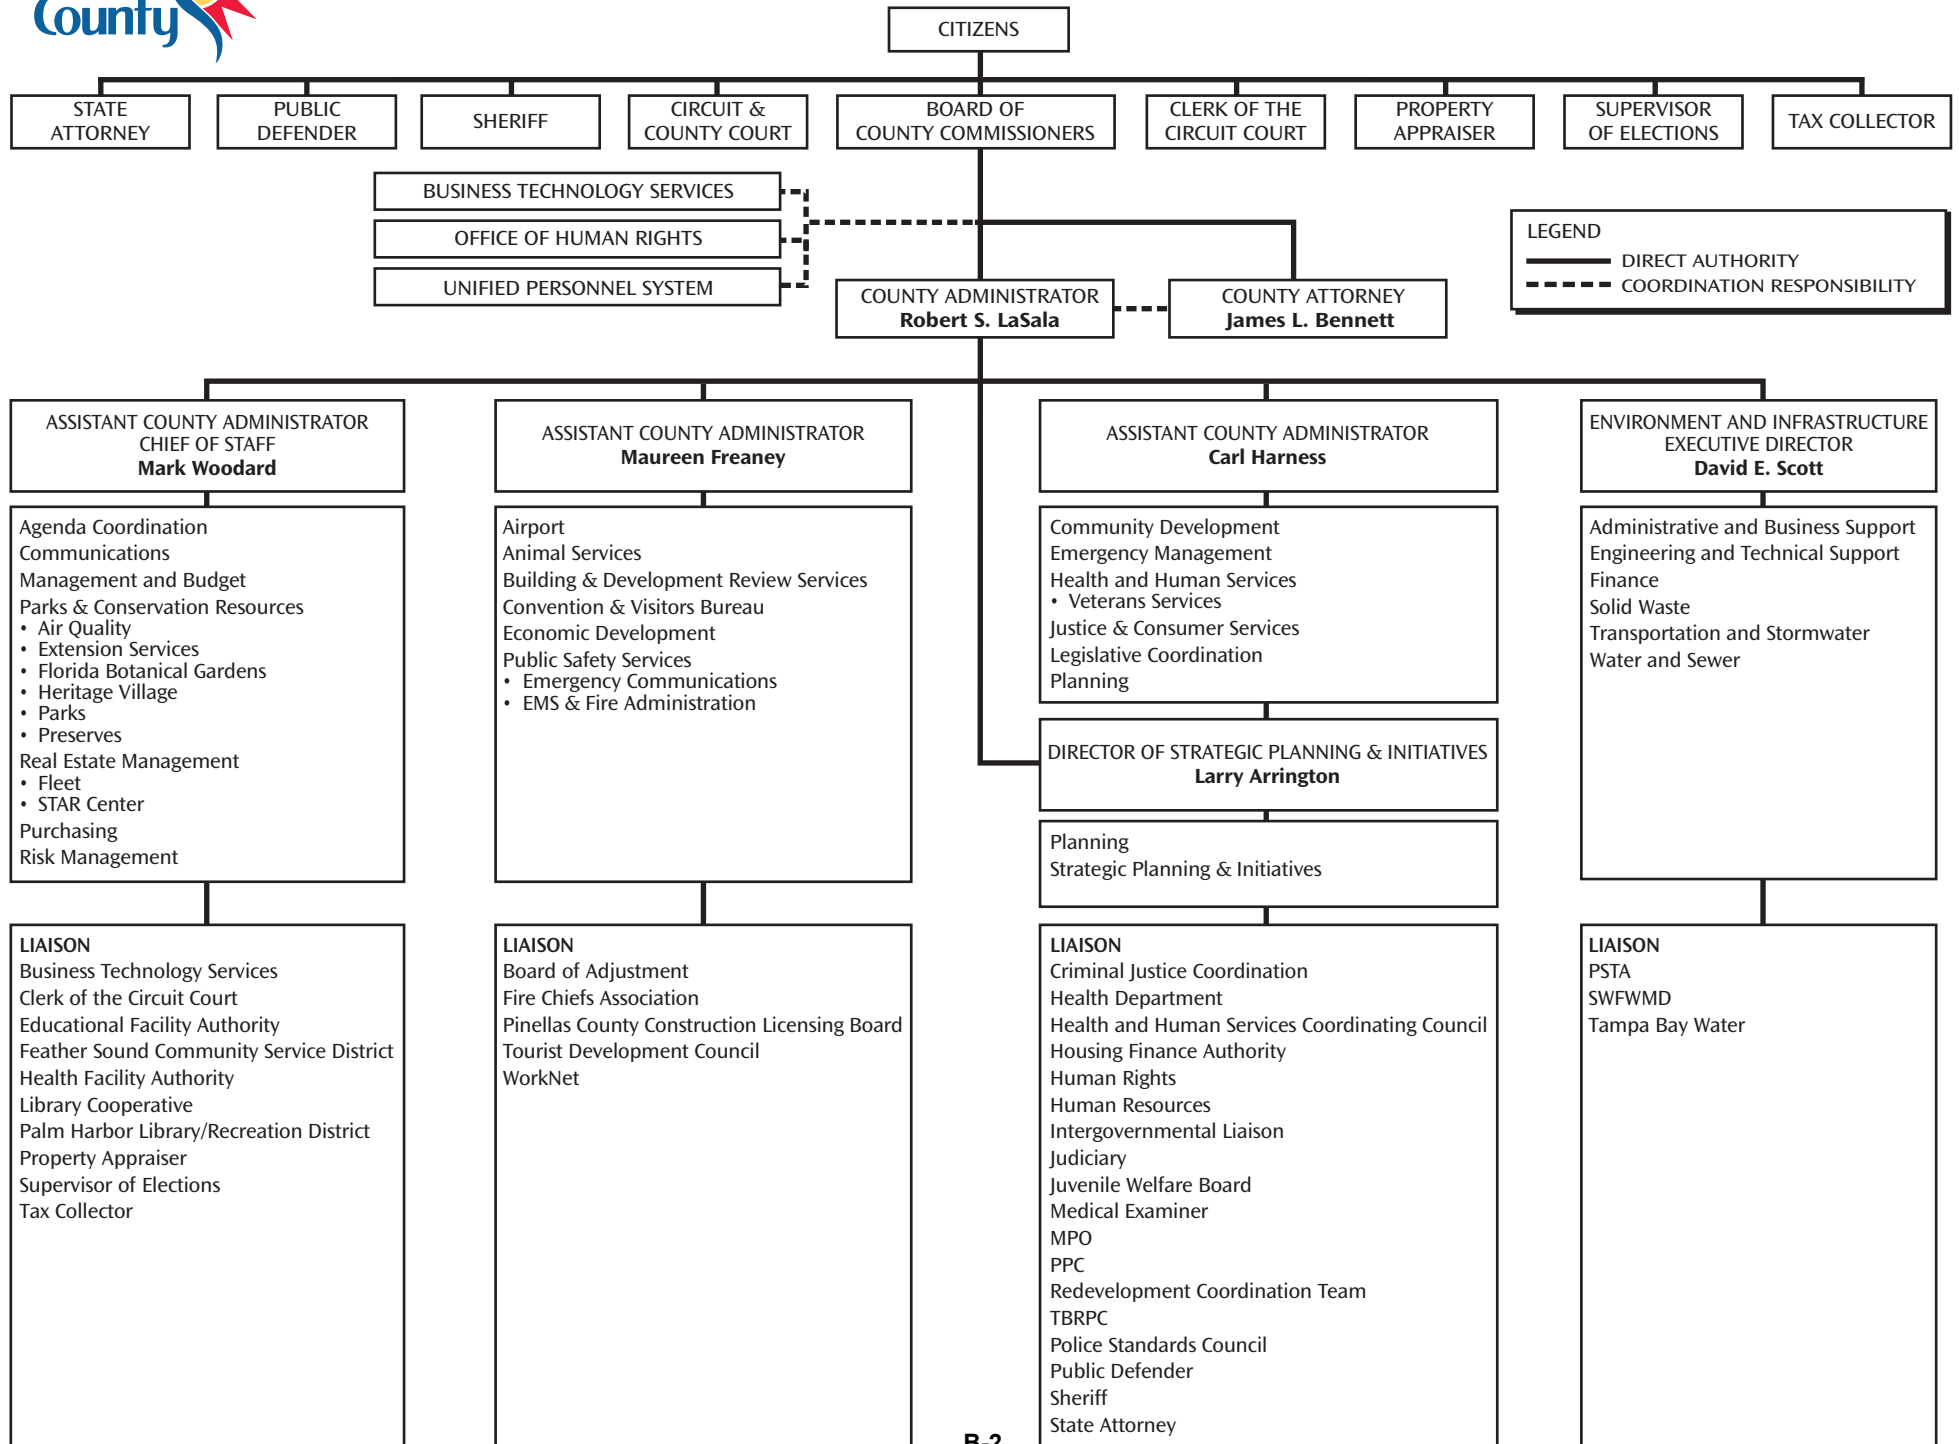 County
CITIZENS
STATE
ATTORNEY
PUBLIC
DEFENDER
SHERIFF
CIRCUIT &
COUNTY COURT
BOARD OF
COUNTY COMMISSIONERS
CLERK OF THE
CIRCUIT COURT
PROPERTY
APPRAISER
SUPERVISOR
OF ELECTIONS
TAX COLLECTOR
BUSINESS TECHNOLOGY SERVICES
OFFICE OF HUMAN RIGHTS
UNIFIED PERSONNEL SYSTEM
LEGEND
DIRECT AUTHORITY
COORDINATION RESPONSIBILITY
COUNTY ADMINISTRATOR
Robert S. LaSala
COUNTY ATTORNEY
James L. Bennett
ASSISTANT COUNTY ADMINISTRATOR
CHIEF OF STAFF
Mark Woodard
Agenda Coordination
Communications
Management and Budget
Parks & Conservation Resources
• Air Quality
• Extension Services
• Florida Botanical Gardens
• Heritage Village
• Parks
• Preserves
Real Estate Management
• Fleet
• STAR Center
Purchasing
Risk Management
LIAISON
Business Technology Services
Clerk of the Circuit Court
Educational Facility Authority
Feather Sound Community Service District
Health Facility Authority
Library Cooperative
Palm Harbor Library/Recreation District
Property Appraiser
Supervisor of Elections
Tax Collector
ASSISTANT COUNTY ADMINISTRATOR
Maureen Freaney
Airport
Animal Services
Building & Development Review Services
Convention & Visitors Bureau
Economic Development
Public Safety Services
• Emergency Communications
• EMS & Fire Administration
LIAISON
Board of Adjustment
Fire Chiefs Association
Pinellas County Construction Licensing Board
Tourist Development Council
WorkNet
ASSISTANT COUNTY ADMINISTRATOR
Carl Harness
Community Development
Emergency Management
Health and Human Services
• Veterans Services
Justice & Consumer Services
Legislative Coordination
Planning
DIRECTOR OF STRATEGIC PLANNING & INITIATIVES
Larry Arrington
Planning
Strategic Planning & Initiatives
LIAISON
Criminal Justice Coordination
Health Department
Health and Human Services Coordinating Council
Housing Finance Authority
Human Rights
Human Resources
Intergovernmental Liaison
Judiciary
Juvenile Welfare Board
Medical Examiner
MPO
PPC
Redevelopment Coordination Team
TBRPC
Police Standards Council
Public Defender
Sheriff
State Attorney
ENVIRONMENT AND INFRASTRUCTURE
EXECUTIVE DIRECTOR
David E. Scott
Administrative and Business Support
Engineering and Technical Support
Finance
Solid Waste
Transportation and Stormwater
Water and Sewer
LIAISON
PSTA
SWFWMD
Tampa Bay Water
B-2